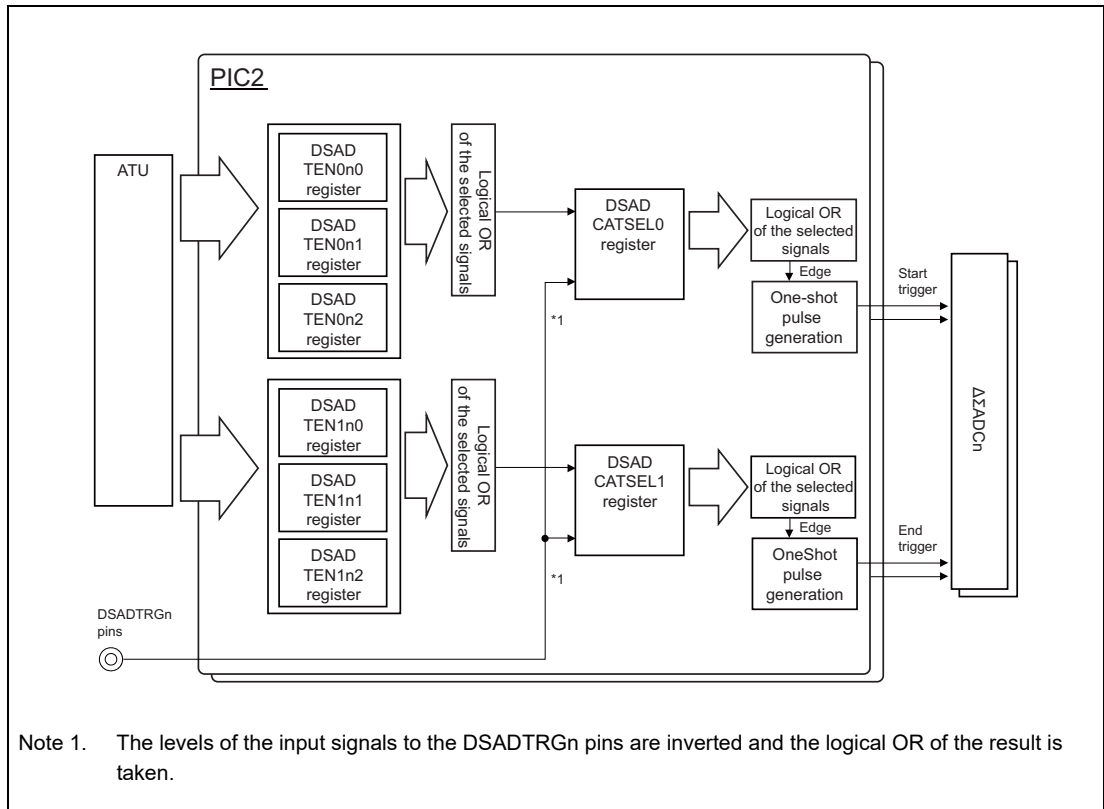 PIC2
ATU
DSAD
TEN0n0
register
DSAD
TEN0n1
register
DSAD
TEN0n2
register
Logical OR
of the selected signals
DSAD
CATSEL0
register
*1
Logical OR
of the selected
signals
Edge
One-shot
pulse
generation
Start
trigger
DSAD
TEN1n0
register
DSAD
TEN1n1
register
DSAD
TEN1n2
register
Logical OR
of the selected signals
DSAD
CATSEL1
register
*1
Logical OR
of the selected
signals
Edge
OneShot
pulse
generation
End
trigger
ΔΣADCn
DSADTRGn
pins
Note 1. The levels of the input signals to the DSADTRGn pins are inverted and the logical OR of the result is
taken.